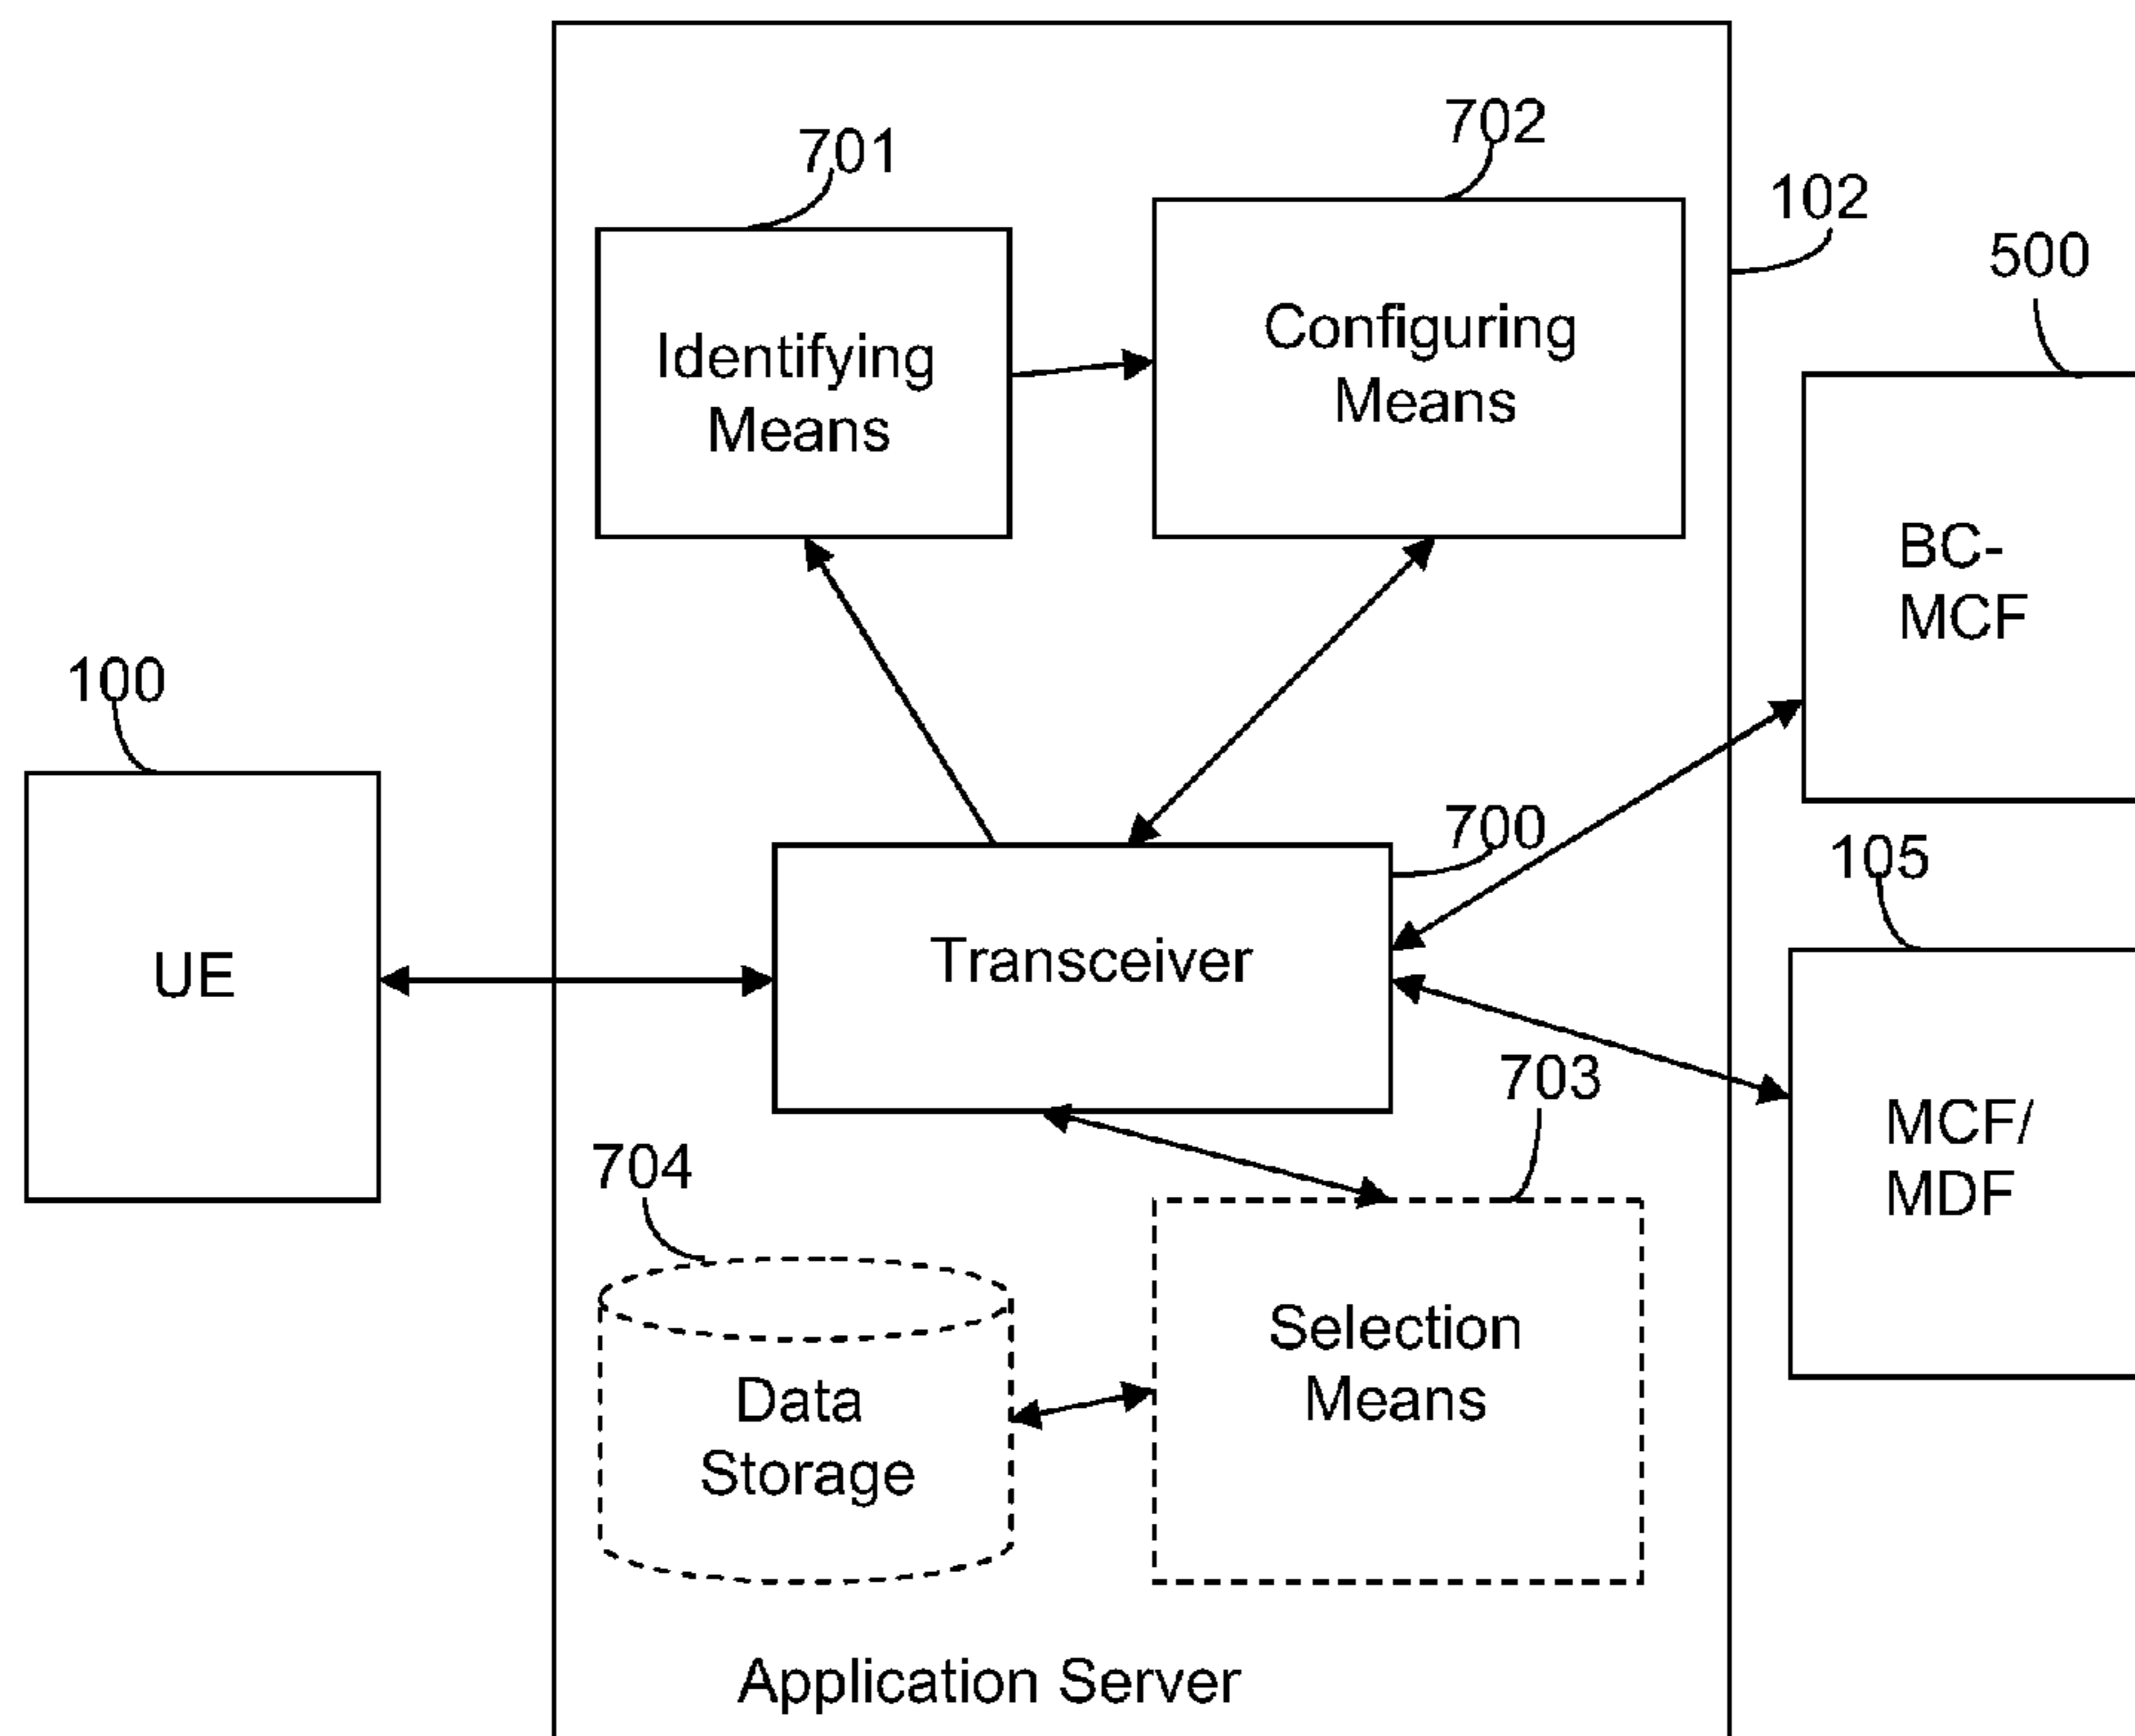 702
701
102
500
Configuring
Means
Identifying
Means
BC-
MCF
100
700
105
Transceiver
UE
703
MCF/
MDF
704
Selection
Means
Data
Storage
Application Server